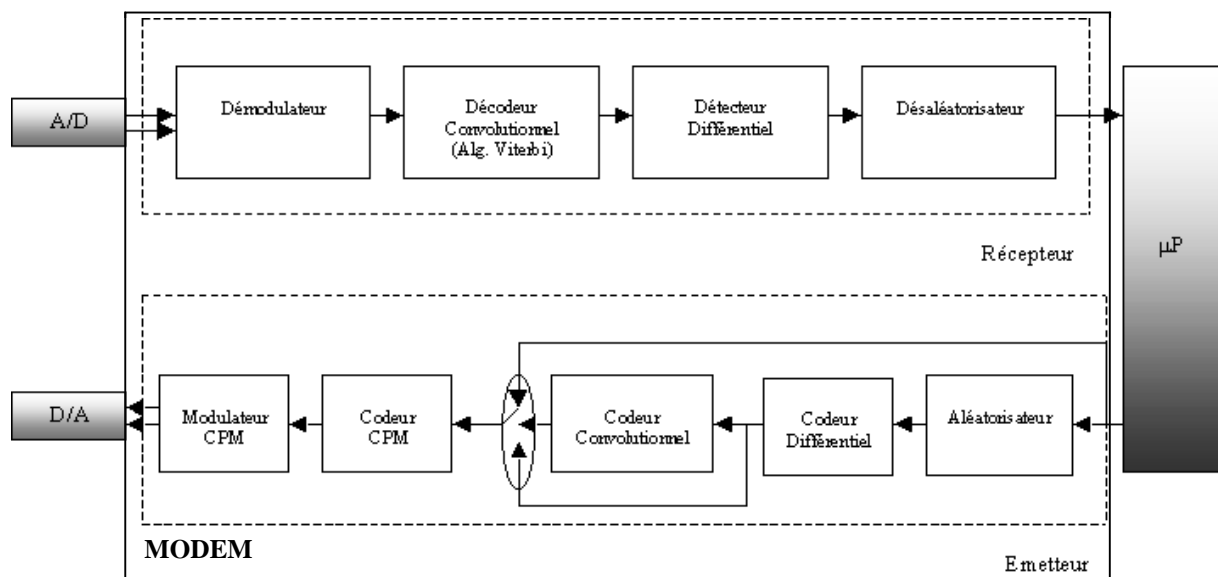 A/D
Démodulateur
Décodeur
Convolutionnel
(Alg. Viterbi)
Détecteur
Différentiel
Désaléatorisateur
µP
Récepteur
D/A
Modulateur
CPM
Codeur
CPM
Codeur
Convolutionnel
Codeur
Différentiel
Aléatorisateur
MODEM
Emetteur